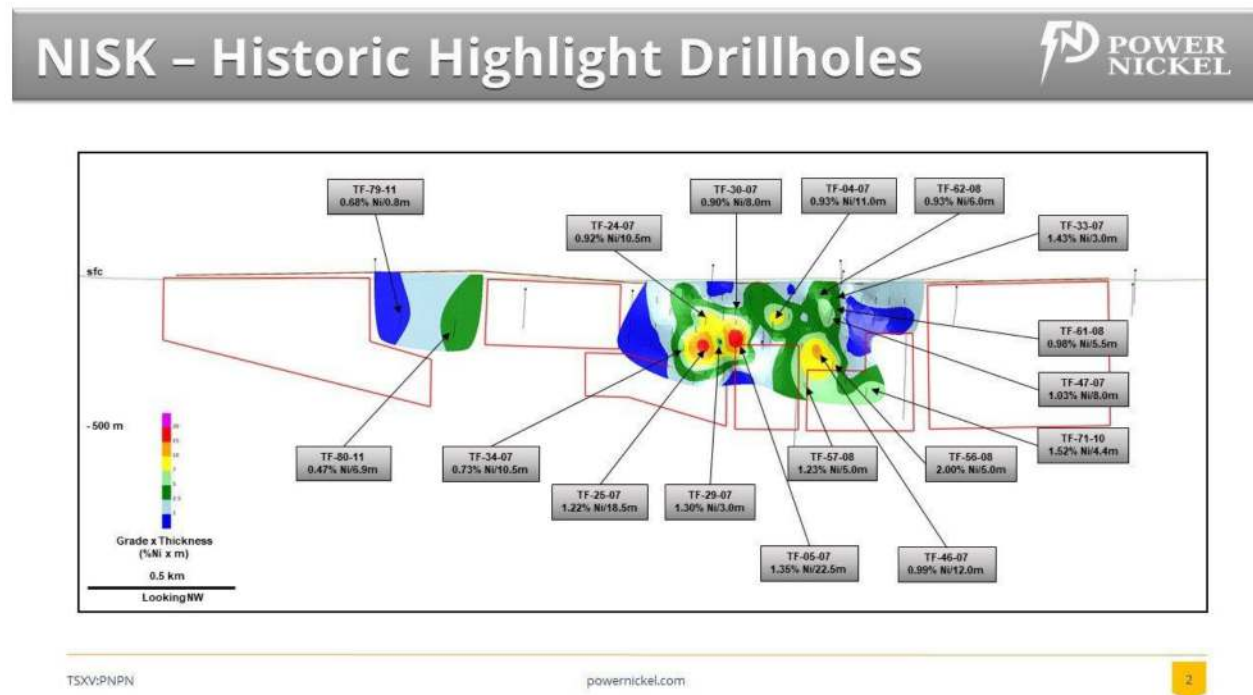 NISK – Historic Highlight Drillholes
POWER
NICKEL
TF-79-11
0.68% Ni/0.8m
TF-30-07
0.90% Ni/8.0m
TF-04-07
0.93% Ni/11.0m
TF-62-08
0.93% Ni/6.0m
TF-24-07
0.92% Ni/10.5m
TF-33-07
1.43% Ni/3.0m
sfc
TF-61-08
0.98% Ni/5.5m
TF-47-07
1.03% Ni/8.0m
-500 m
TF-71-10
1.52% Ni/4.4m
TF-80-11
0.47% Ni/6.9m
TF-34-07
0.73% Ni/10.5m
TF-57-08
1.23% Ni/5.0m
TF-56-08
2.00% Ni/5.0m
TF-25-07
1.22% Ni/18.5m
TF-29-07
1.30% Ni/3.0m
TF-05-07
1.35% Ni/22.5m
TF-46-07
0.99% Ni/12.0m
Grade x Thickness
(%Ni x m)
0.5 km
Looking NW
TSXV:PNPN
powernickel.com
2